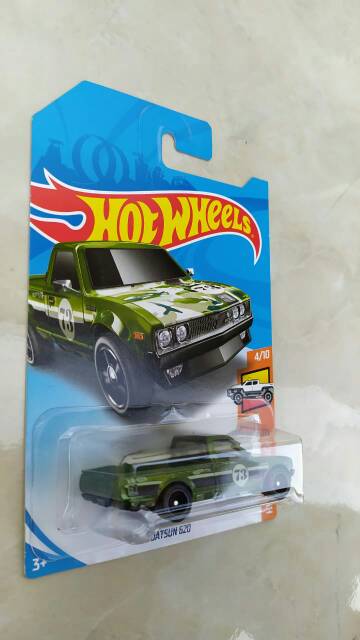 HOT WHEELS
73
4/10
73
DATSUN 620
3+